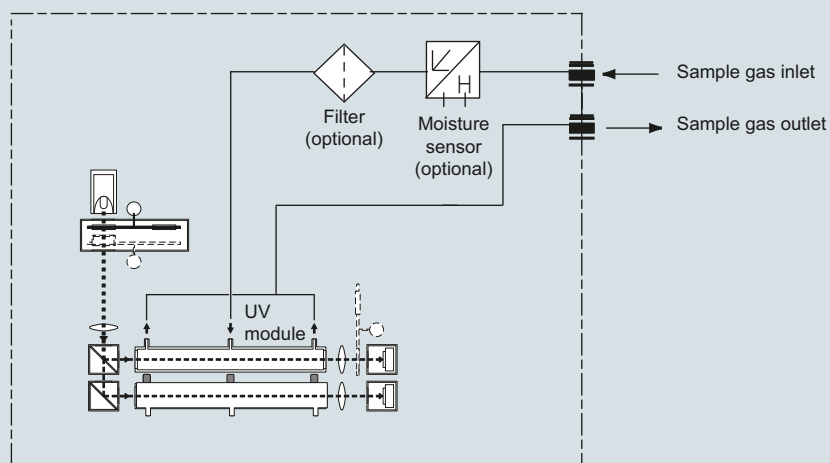 Sample gas inlet
H
Filter
(optional)
Moisture
sensor
(optional)
Sample gas outlet
UV
module